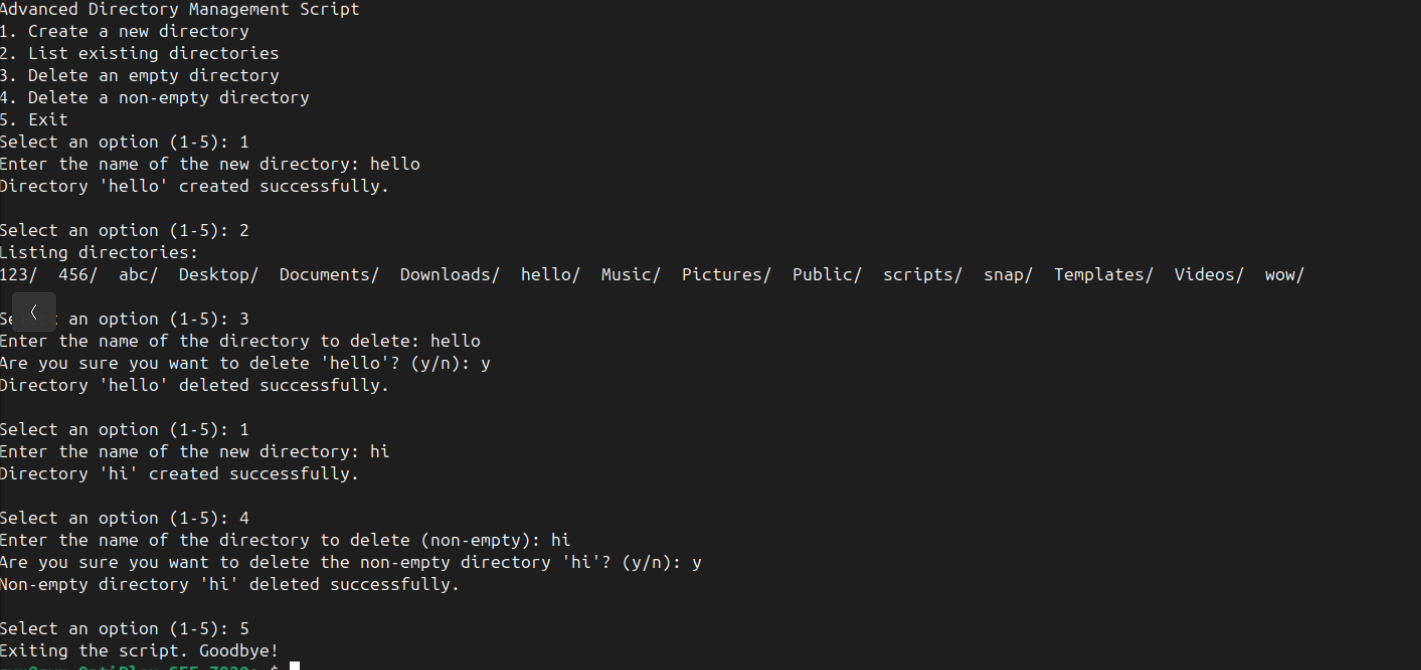 Advanced Directory Management Script
1. Create a new directory
2. List existing directories
3. Delete an empty directory
4. Delete a non-empty directory
5. Exit
Select an option (1-5): 1
Enter the name of the new directory: hello
Directory 'hello' created successfully.
Select an option (1-5): 2
Listing directories:
123/  456/  abc/  Desktop/  Documents/  Downloads/  hello/  Music/  Pictures/  Public/  scripts/  snap/  Templates/  Videos/  wow/
an option (1-5): 3
Enter the name of the directory to delete: hello
Are you sure you want to delete 'hello'? (y/n): y
Directory 'hello' deleted successfully.
Select an option (1-5): 1
Enter the name of the new directory: hi
Directory 'hi' created successfully.
Select an option (1-5): 4
Enter the name of the directory to delete (non-empty): hi
Are you sure you want to delete the non-empty directory 'hi'? (y/n): y
Non-empty directory 'hi' deleted successfully.
Select an option (1-5): 5
Exiting the script. Goodbye!